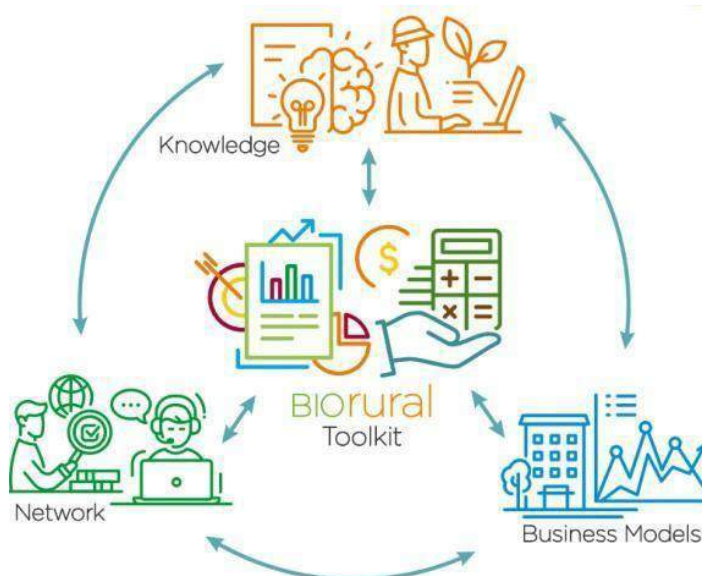 Knowledge
$
+ −
× =
BIOrural
Toolkit
Network
Business Models